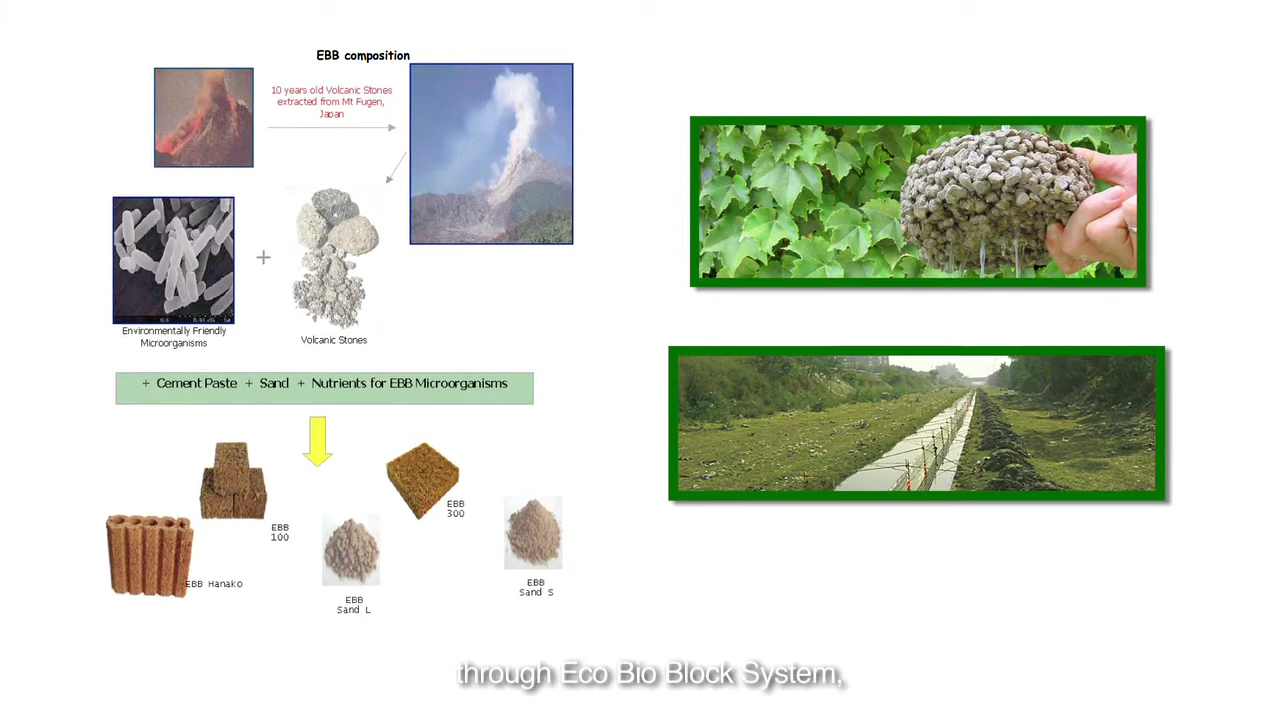 EBB composition
10 years old Volcanic Stones
extracted from Mt Fugen,
Japan
+
Environmentally Friendly
Microorganisms
Volcanic Stones
+ Cement Paste + Sand + Nutrients for EBB Microorganisms
EBB
100
EBB
300
EBB Hanako
EBB
Sand L
EBB
Sand S
through Eco Bio Block System,